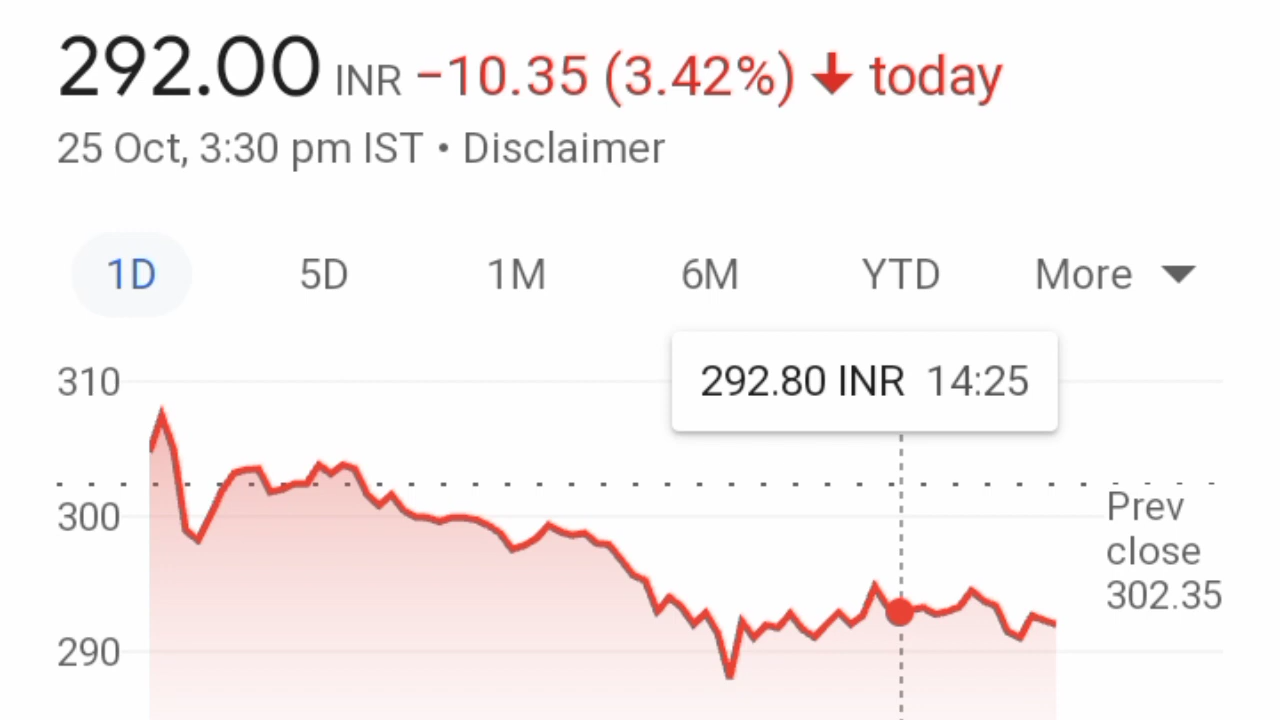 292.00 INR −10.35 (3.42%) ↓ today
25 Oct, 3:30 pm IST • Disclaimer
1D 5D 1M 6M YTD More
292.80 INR 14:25
310
300
290
Prev
close
302.35